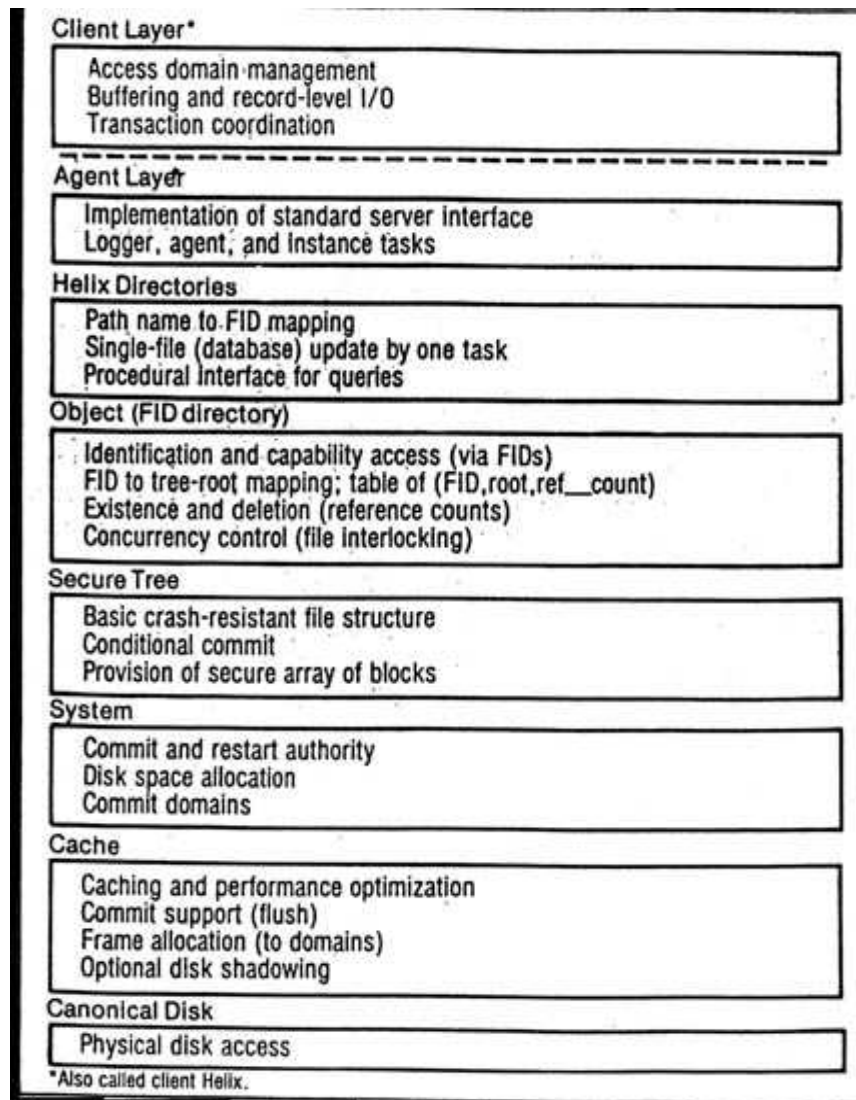 Client Layer*
Access domain management
Buffering and record-level I/O
Transaction coordination
Agent Layer
Implementation of standard server interface
Logger, agent, and instance tasks
Helix Directories
Path name to FID mapping
Single-file (database) update by one task
Procedural Interface for queries
Object (FID directory)
Identification and capability access (via FIDs)
FID to tree-root mapping; table of (FID,root,ref__count)
Existence and deletion (reference counts)
Concurrency control (file interlocking)
Secure Tree
Basic crash-resistant file structure
Conditional commit
Provision of secure array of blocks
System
Commit and restart authority
Disk space allocation
Commit domains
Cache
Caching and performance optimization
Commit support (flush)
Frame allocation (to domains)
Optional disk shadowing
Canonical Disk
Physical disk access
*Also called client Helix.